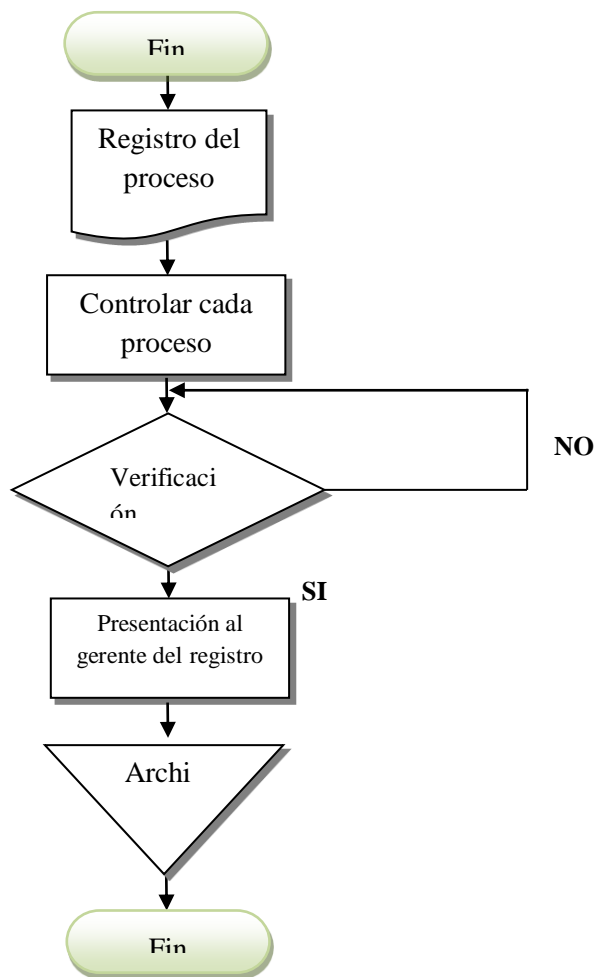 Fin
Registro del
proceso
Controlar cada
proceso
NO
Verificaci
ón
SI
Presentación al
gerente del registro
Archi
Fin